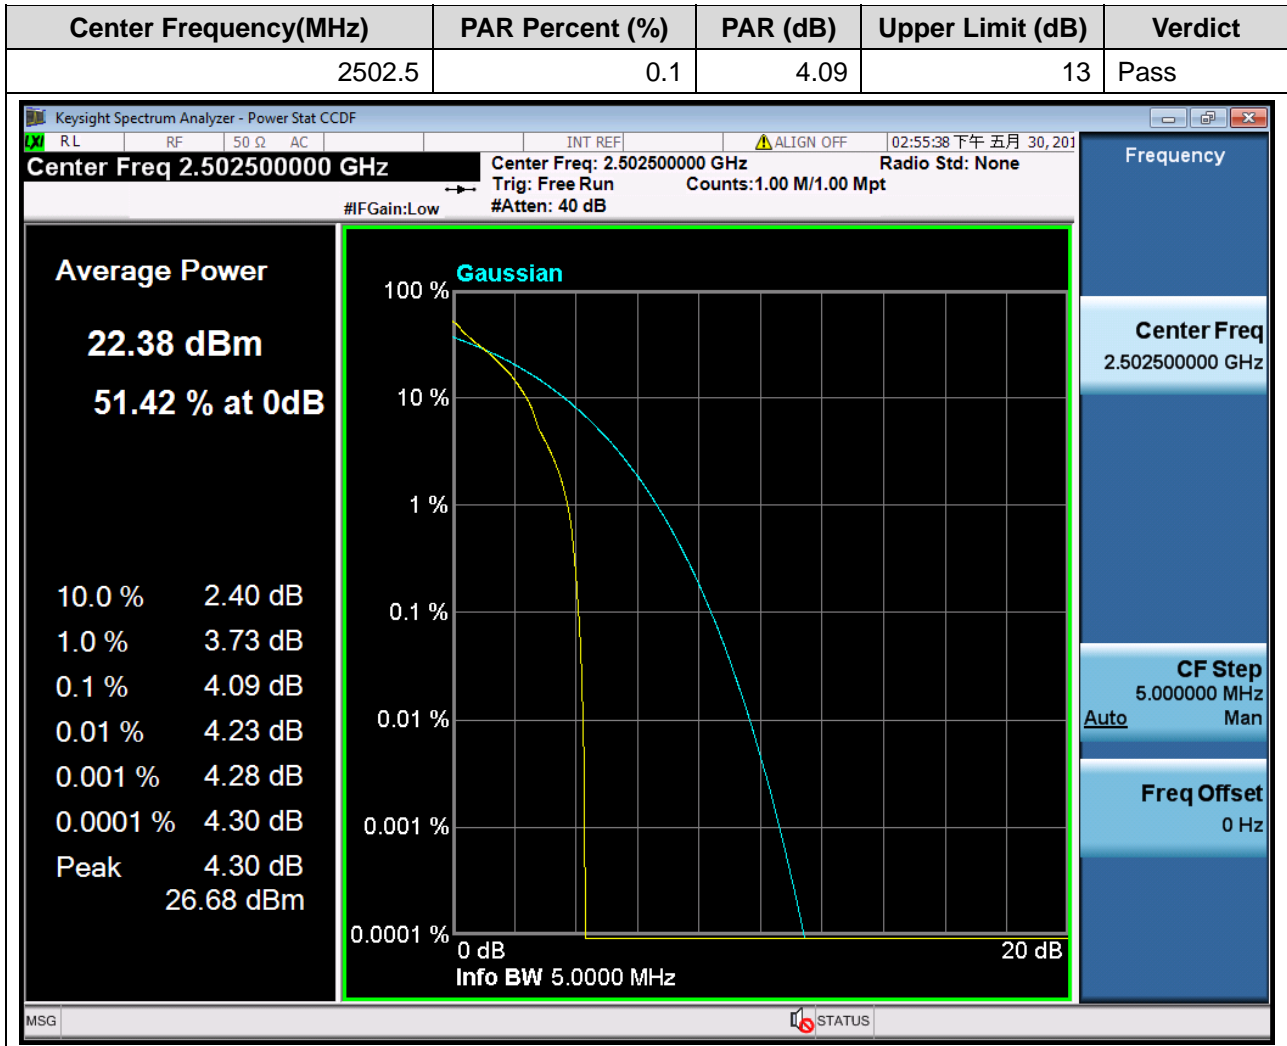 Center Frequency(MHz) PAR Percent (%) PAR (dB) Upper Limit (dB) Verdict
2502.5 0.1 4.09 13 Pass
Keysight Spectrum Analyzer - Power Stat CCDF
LXI RL RF 50 Ω AC INT REF ALIGN OFF 02:55:38 下午 五月 30, 201
Center Freq 2.502500000 GHz
Center Freq: 2.502500000 GHz Radio Std: None
Trig: Free Run Counts:1.00 M/1.00 Mpt
#IFGain:Low #Atten: 40 dB
Frequency
Average Power
22.38 dBm
51.42 % at 0dB
10.0 % 2.40 dB
1.0 % 3.73 dB
0.1 % 4.09 dB
0.01 % 4.23 dB
0.001 % 4.28 dB
0.0001 % 4.30 dB
Peak 4.30 dB
26.68 dBm
Gaussian
100 %
10 %
1 %
0.1 %
0.01 %
0.001 %
0.0001 %
0 dB 20 dB
Info BW 5.0000 MHz
Center Freq
2.502500000 GHz
CF Step
5.000000 MHz
Auto Man
Freq Offset
0 Hz
MSG STATUS